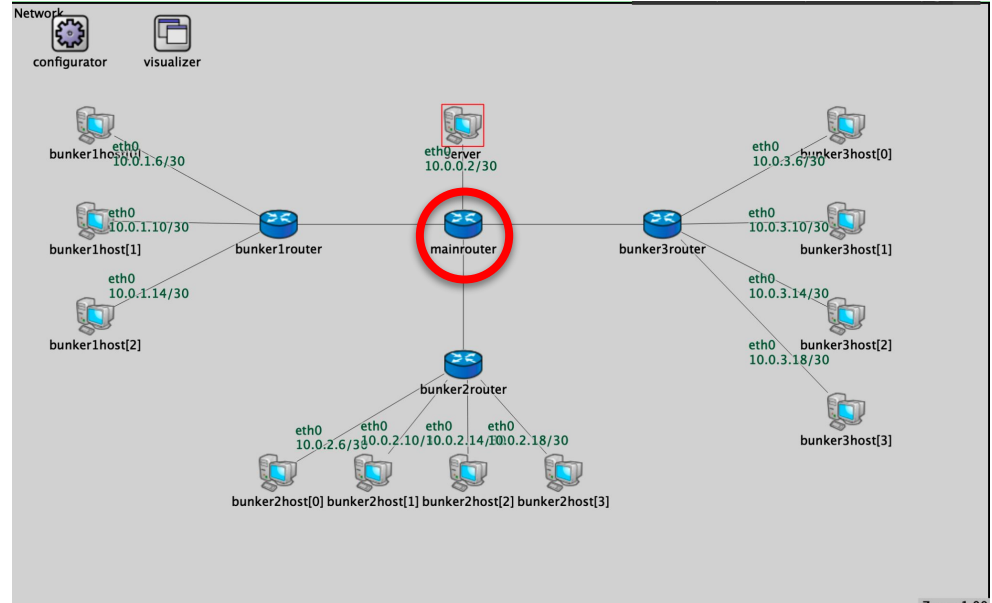 Network
configurator
visualizer
eth0
10.0.1.6/30
bunker1host[0]
eth0
10.0.1.10/30
bunker1host[1]
eth0
10.0.1.14/30
bunker1host[2]
bunker1router
eth0
server
10.0.0.2/30
mainrouter
bunker3router
eth0
10.0.3.6/30
bunker3host[0]
eth0
10.0.3.10/30
bunker3host[1]
eth0
10.0.3.14/30
bunker3host[2]
eth0
10.0.3.18/30
bunker3host[3]
bunker2router
eth0
10.0.2.6/30
eth0
10.0.2.10/30
eth0
10.0.2.14/30
eth0
10.0.2.18/30
bunker2host[0]
bunker2host[1]
bunker2host[2]
bunker2host[3]